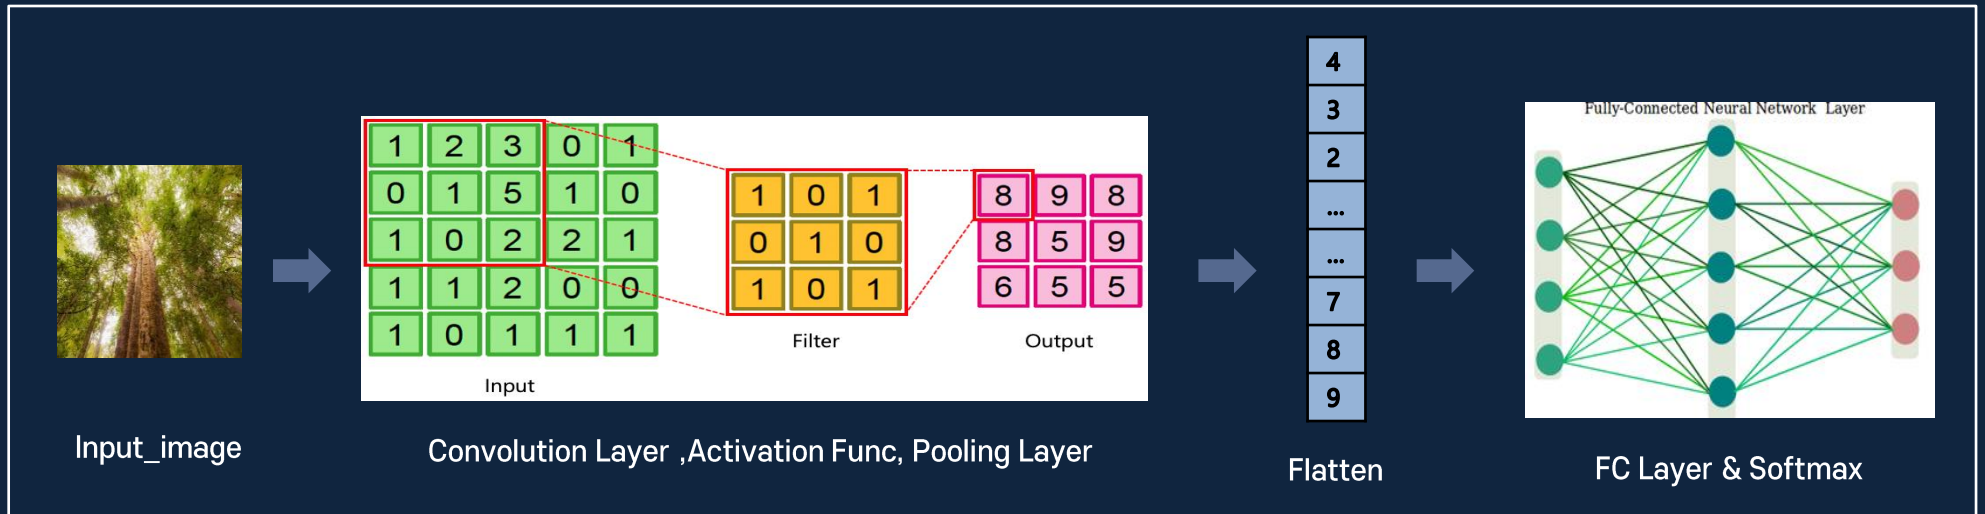 1 2 3 0 1
0 1 5 1 0
1 0 2 2 1
1 1 2 0 0
1 0 1 1 1
Input
1 0 1
0 1 0
1 0 1
Filter
8 9 8
8 5 9
6 5 5
Output
4
3
2
...
...
7
8
9
Fully-Connected Neural Network Layer
Input_image
Convolution Layer ,Activation Func, Pooling Layer
Flatten
FC Layer & Softmax